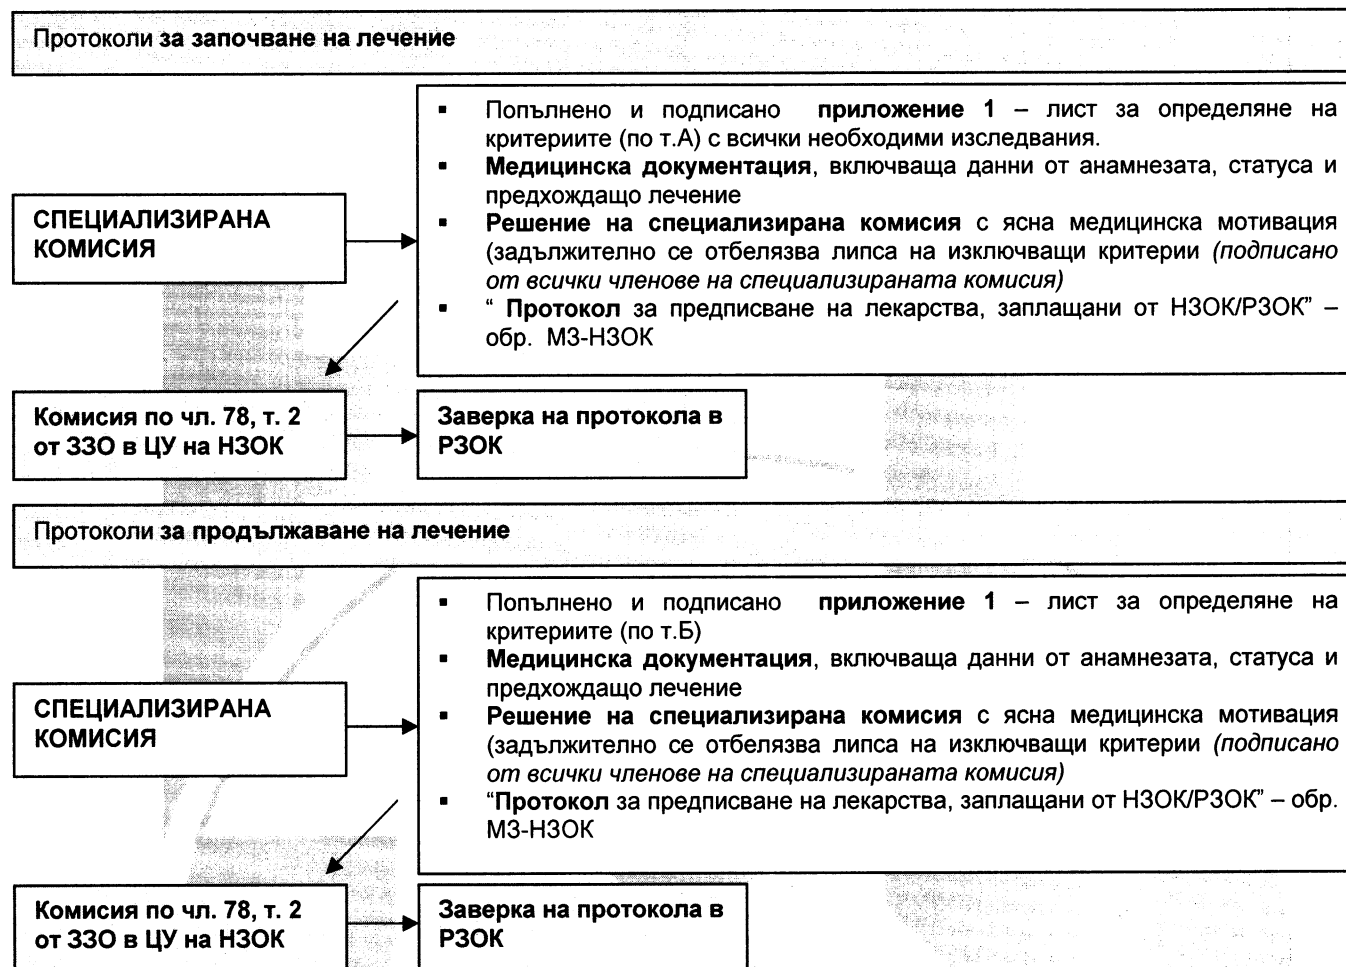 Протоколи за започване на лечение
▪ Попълнено и подписано приложение 1 – лист за определяне на
критериите (по т.А) с всички необходими изследвания.
▪ Медицинска документация, включваща данни от анамнезата, статуса и
предхождащо лечение
▪ Решение на специализирана комисия с ясна медицинска мотивация
(задължително се отбелязва липса на изключващи критерии (подписано
от всички членове на специализираната комисия)
▪ “ Протокол за предписване на лекарства, заплащани от НЗОК/РЗОК” –
обр. МЗ-НЗОК
СПЕЦИАЛИЗИРАНА
КОМИСИЯ
Комисия по чл. 78, т. 2
от ЗЗО в ЦУ на НЗОК
Заверка на протокола в
РЗОК
Протоколи за продължаване на лечение
▪ Попълнено и подписано приложение 1 – лист за определяне на
критериите (по т.Б)
▪ Медицинска документация, включваща данни от анамнезата, статуса и
предхождащо лечение
▪ Решение на специализирана комисия с ясна медицинска мотивация
(задължително се отбелязва липса на изключващи критерии (подписано
от всички членове на специализираната комисия)
▪ “Протокол за предписване на лекарства, заплащани от НЗОК/РЗОК” – обр.
МЗ-НЗОК
СПЕЦИАЛИЗИРАНА
КОМИСИЯ
Комисия по чл. 78, т. 2
от ЗЗО в ЦУ на НЗОК
Заверка на протокола в
РЗОК